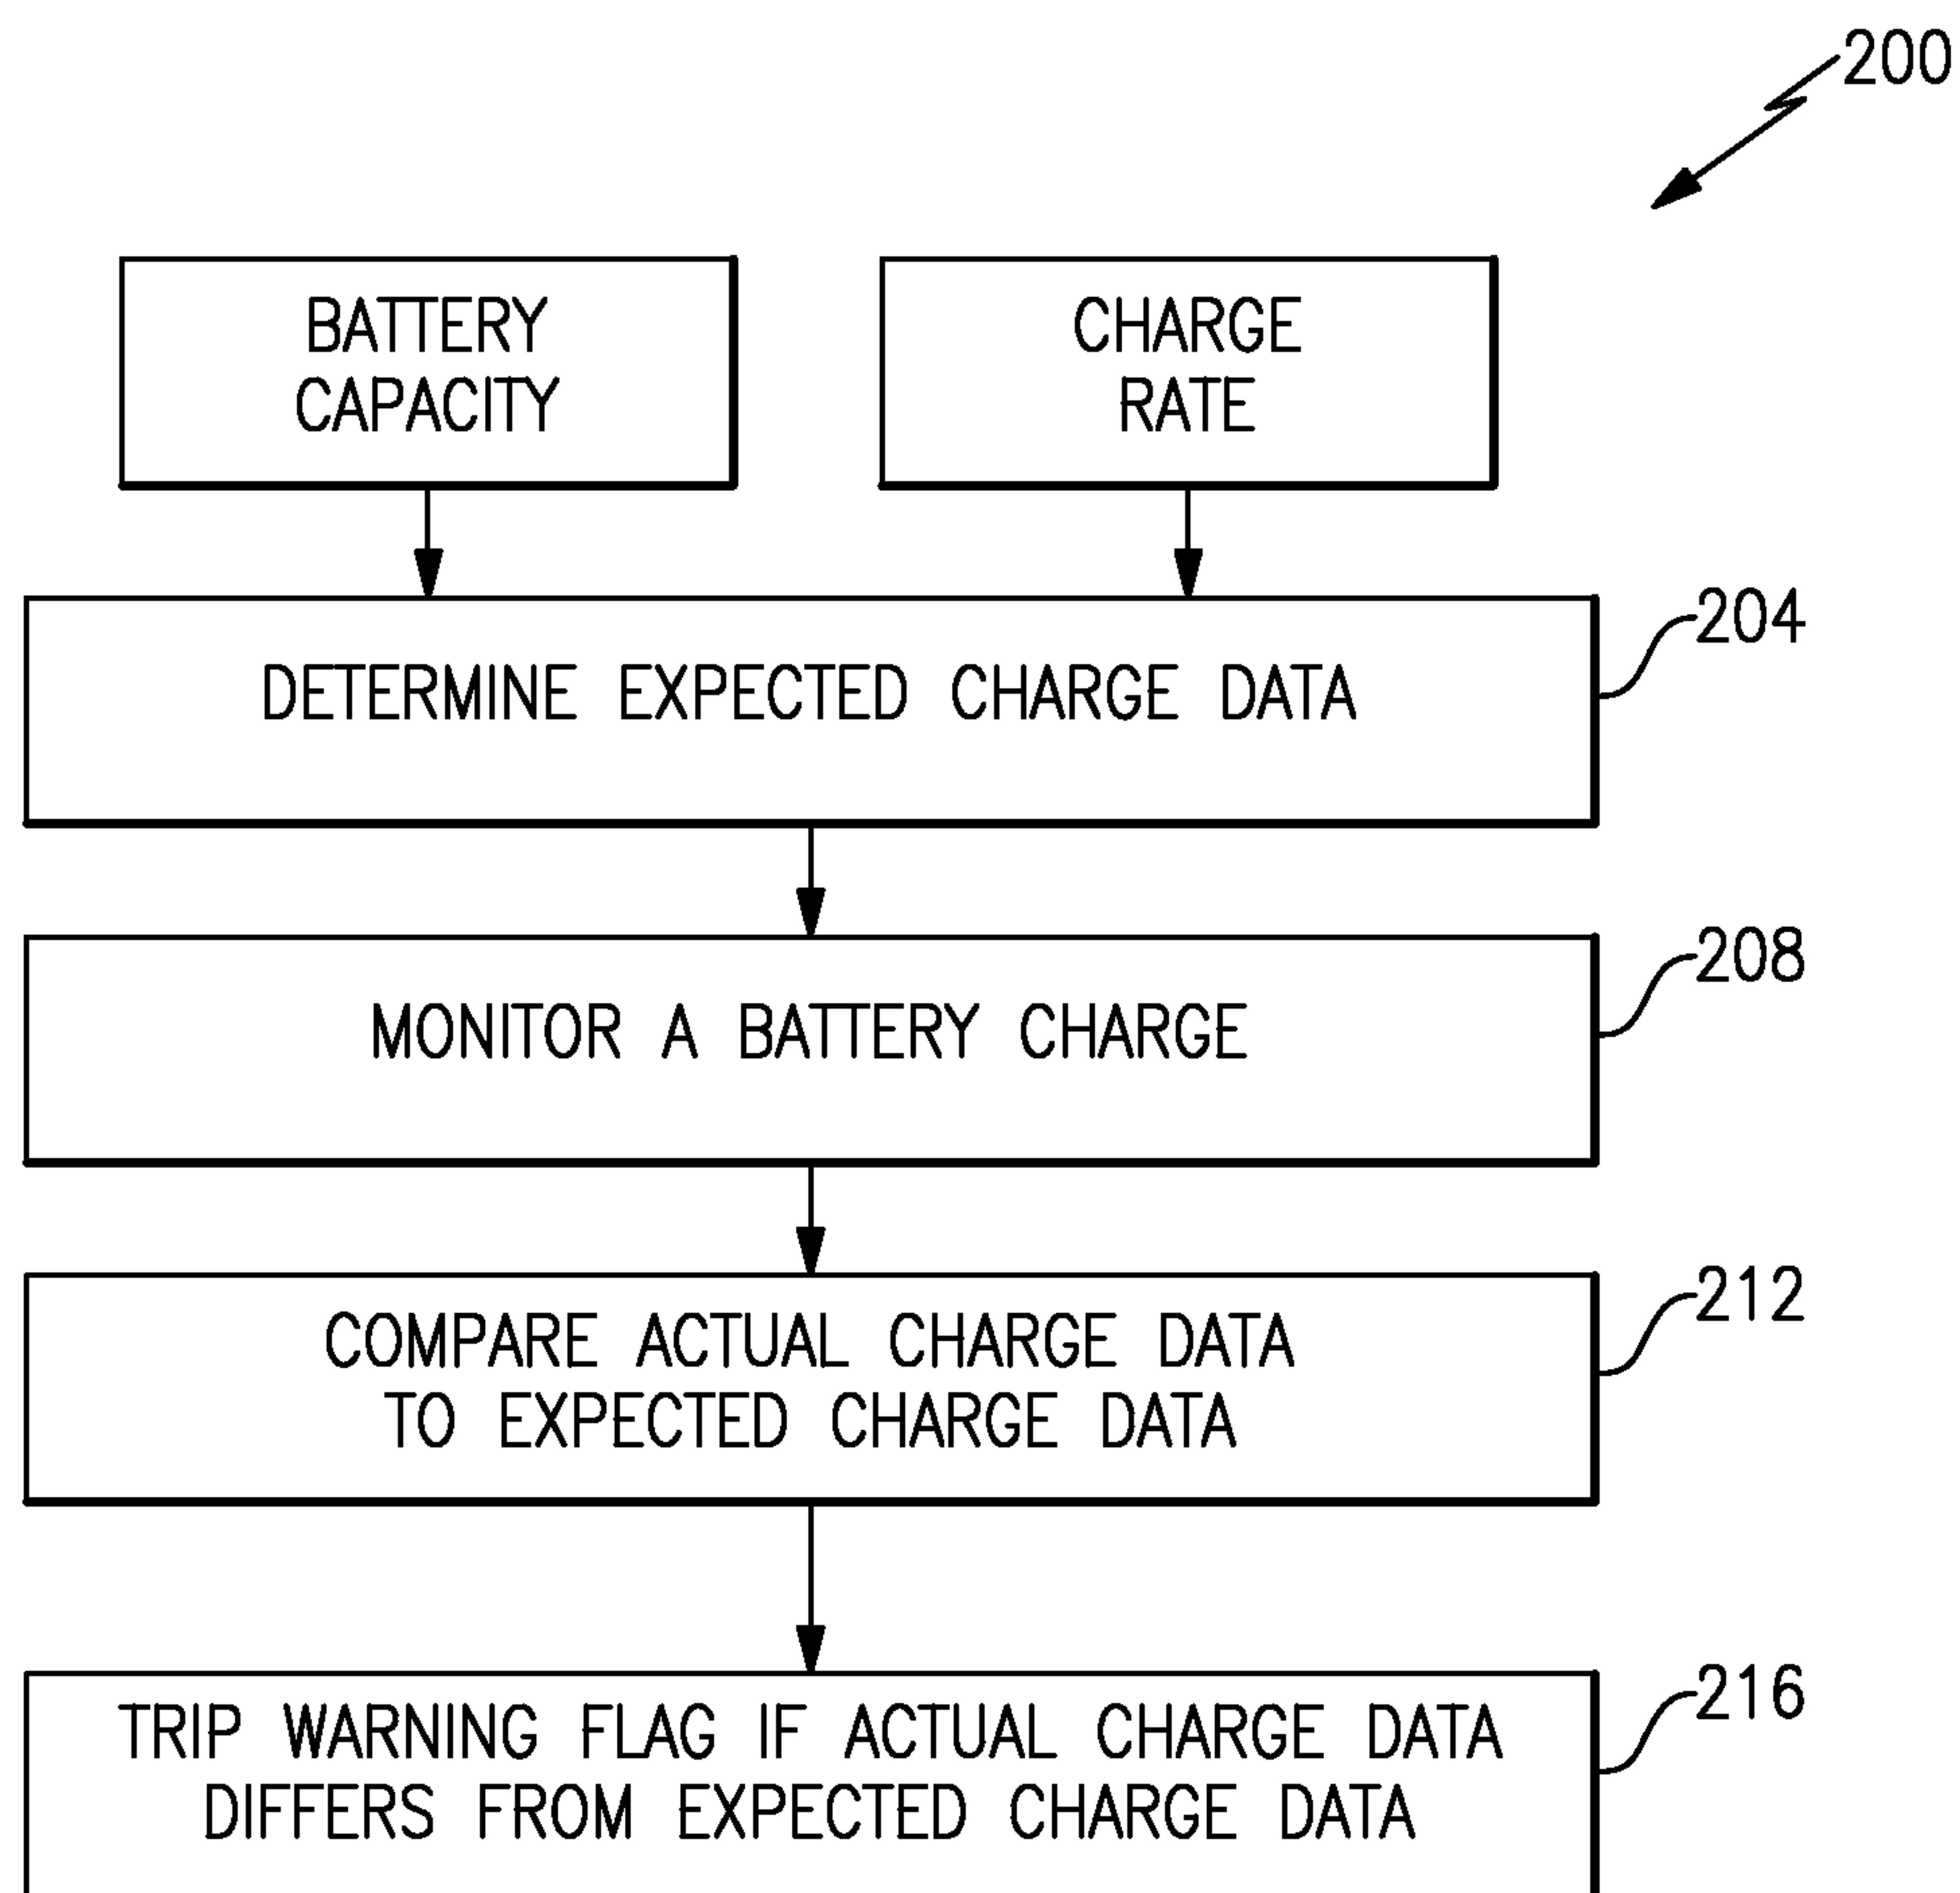 200
BATTERY
CAPACITY
CHARGE
RATE
DETERMINE EXPECTED CHARGE DATA
204
MONITOR A BATTERY CHARGE
208
COMPARE ACTUAL CHARGE DATA
TO EXPECTED CHARGE DATA
212
TRIP WARNING FLAG IF ACTUAL CHARGE DATA
DIFFERS FROM EXPECTED CHARGE DATA
216